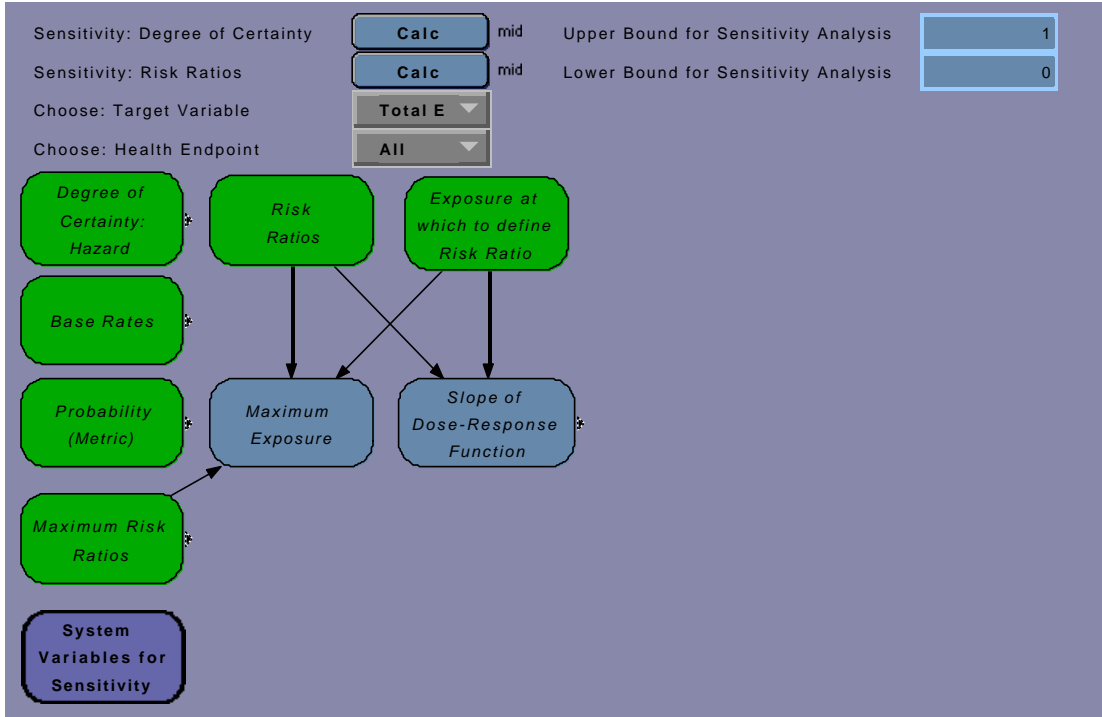 Sensitivity: Degree of Certainty Calc mid Upper Bound for Sensitivity Analysis 1
Sensitivity: Risk Ratios Calc mid Lower Bound for Sensitivity Analysis 0
Choose: Target Variable Total E
Choose: Health Endpoint All
Degree of
Certainty:
Hazard
Risk
Ratios
Exposure at
which to define
Risk Ratio
Base Rates
Probability
(Metric)
Maximum
Exposure
Slope of
Dose-Response
Function
Maximum Risk
Ratios
System
Variables for
Sensitivity